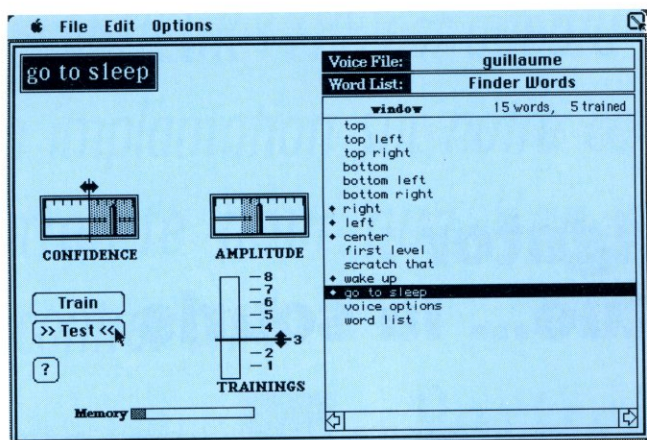 File Edit Options
go to sleep
Voice File: guillaume
Word List: Finder Words
window 15 words, 5 trained
top
top left
top right
bottom
bottom left
bottom right
right
left
center
first level
scratch that
wake up
go to sleep
voice options
word list
CONFIDENCE
AMPLITUDE
Train
>> Test <<
?
8
7
6
5
4
3
2
1
TRAININGS
Memory